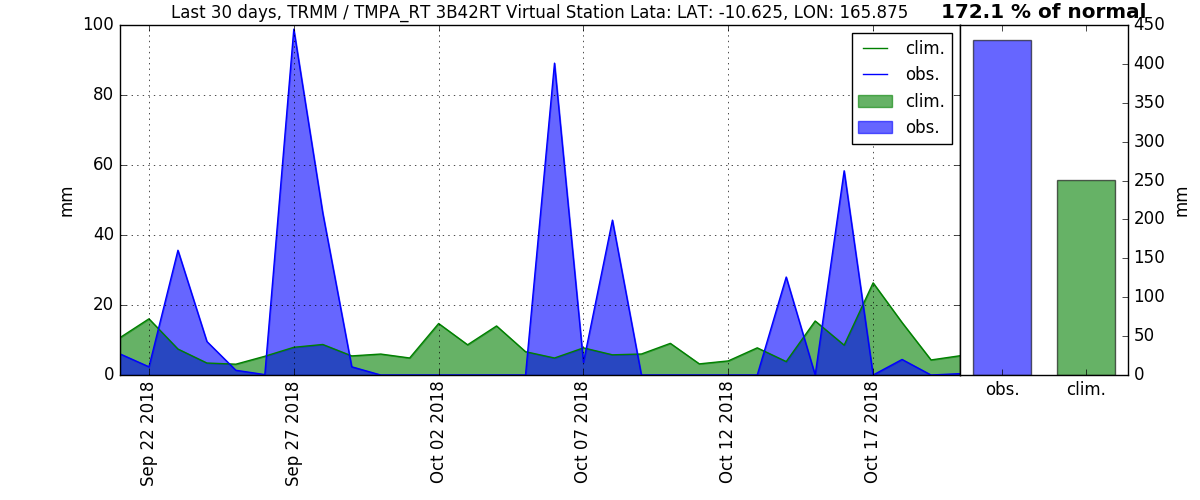 Last 30 days, TRMM / TMPA_RT 3B42RT Virtual Station Lata: LAT: -10.625, LON: 165.875
172.1 % of normal
100
80
60
40
20
0
mm
clim.
obs.
clim.
obs.
450
400
350
300
250
200
150
100
50
0
mm
Sep 22 2018
Sep 27 2018
Oct 02 2018
Oct 07 2018
Oct 12 2018
Oct 17 2018
obs.
clim.